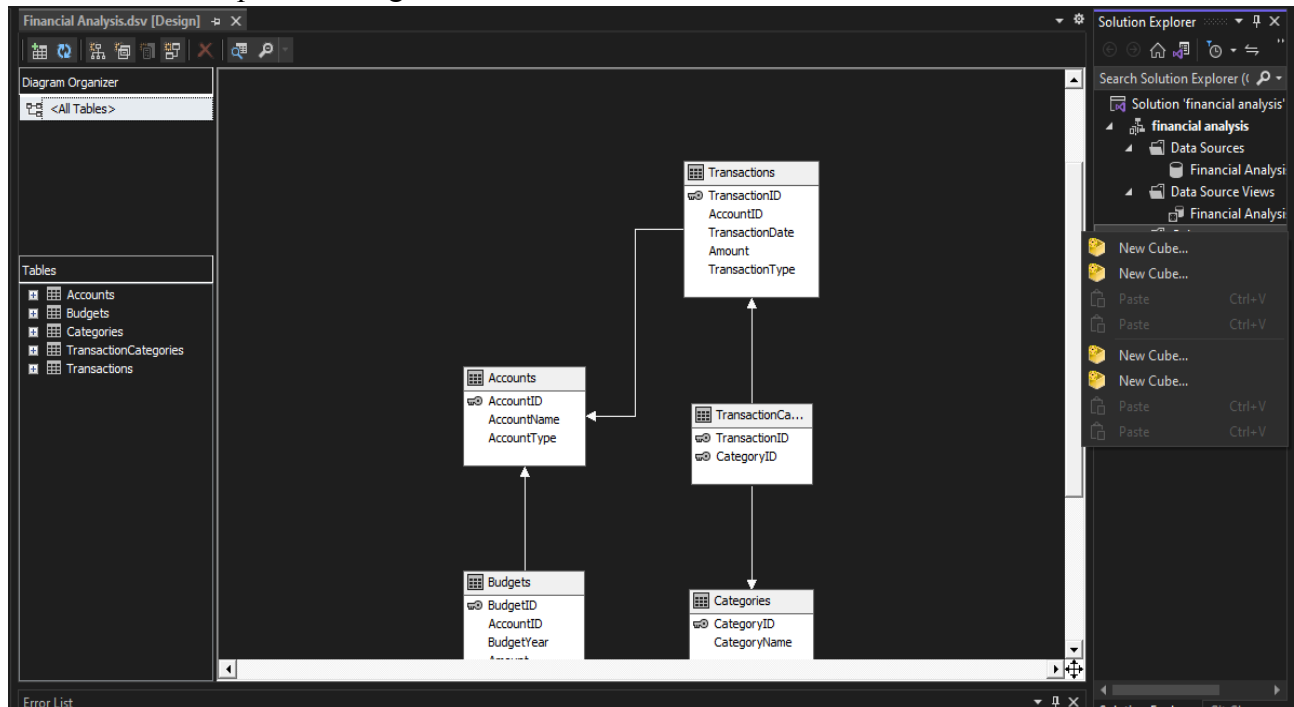 Financial Analysis.dsv [Design]
Diagram Organizer
<All Tables>
Tables
Accounts
Budgets
Categories
TransactionCategories
Transactions
Transactions
TransactionID
AccountID
TransactionDate
Amount
TransactionType
Accounts
AccountID
AccountName
AccountType
TransactionCa...
TransactionID
CategoryID
Budgets
BudgetID
AccountID
BudgetYear
Amount
Categories
CategoryID
CategoryName
Error List
Solution Explorer
Search Solution Explorer (
Solution 'financial analysis'
financial analysis
Data Sources
Financial Analysi
Data Source Views
Financial Analysi
New Cube...
New Cube...
Paste Ctrl+V
Paste Ctrl+V
New Cube...
New Cube...
Paste Ctrl+V
Paste Ctrl+V